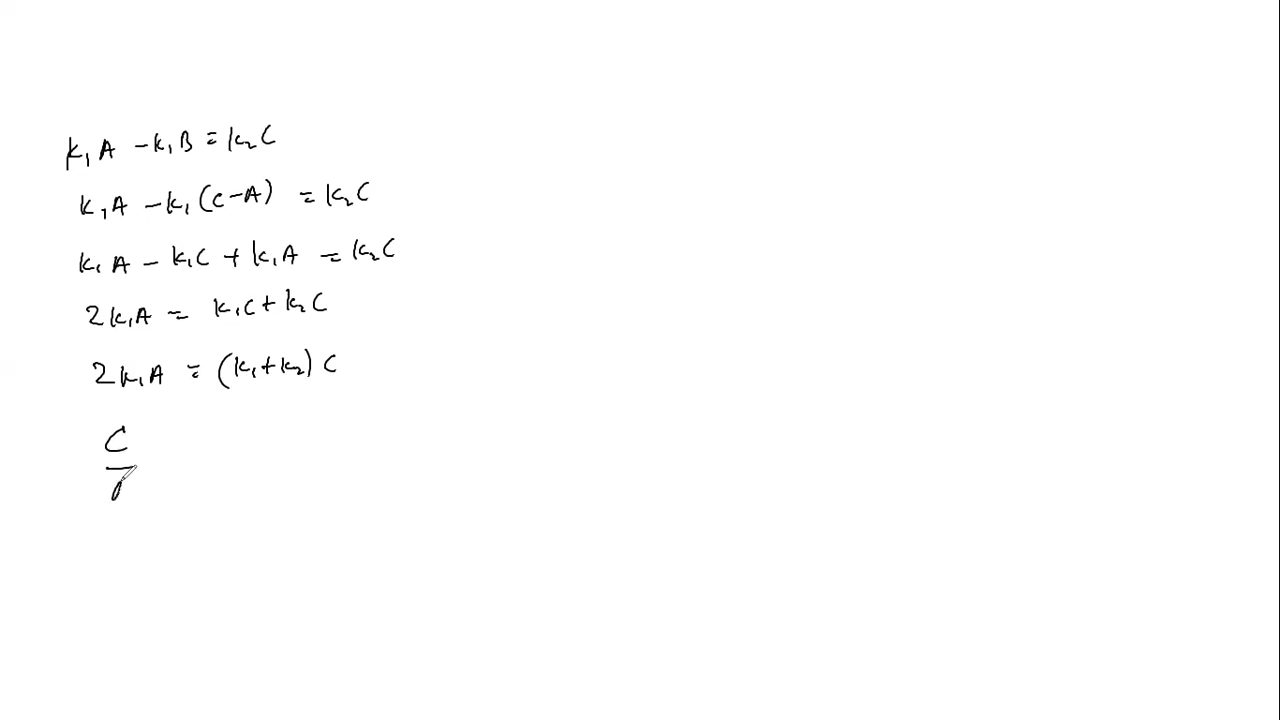 k₁A - k₁B = k₂C
k₁A - k₁(C-A) = k₂C
k₁A - k₁C + k₁A = k₂C
2k₁A = k₁C + k₂C
2k₁A = (k₁+k₂) C
C